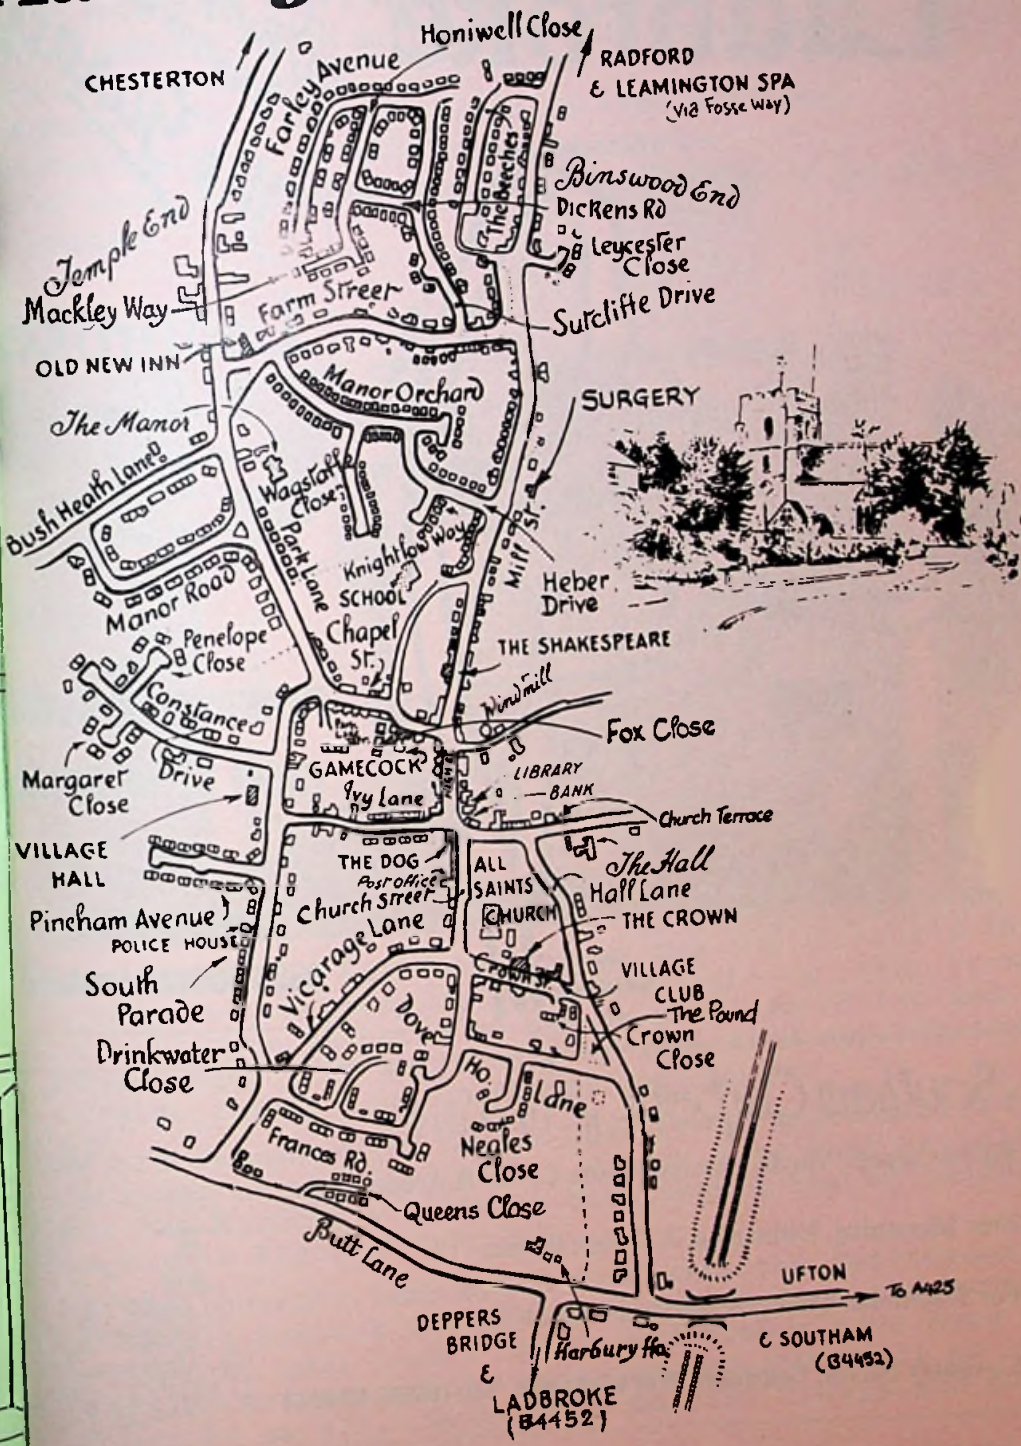 Honiwell Close
CHESTERTON
Farley Avenue
RADFORD
& LEAMINGTON SPA
(Via Fosse Way)
The Beeches
Binswood End
Dickens Rd
Leycester
Close
Temple End
Mackley Way
Farm Street
Sutcliffe Drive
OLD NEW INN
Manor Orchard
SURGERY
The Manor
Wagstaffe
Close
Bush Heath Lane
Park Lane
Mill St.
Knightlow Way
SCHOOL
Heber
Drive
Manor Road
Chapel
St.
THE SHAKESPEARE
Penelope
Close
Windmill
Constance
Drive
Fox Close
Margaret
Close
GAMECOCK
HIGH ST
LIBRARY
BANK
Ivy Lane
Church Terrace
VILLAGE
HALL
THE DOG
Post Office
ALL
SAINTS
CHURCH
The Hall
Hall Lane
Church Street
THE CROWN
Pineham Avenue
POLICE HOUSE
Vicarage Lane
Crown St.
VILLAGE
CLUB
South
Parade
The Pound
Dove
Crown
Close
Drinkwater
Close
Ho.
Lane
Frances Rd.
Neales
Close
Queens Close
Butt Lane
UFTON
To A425
DEPPERS
BRIDGE
&
LADBROKE
(B4452)
Harbury Ho.
& SOUTHAM
(B4452)